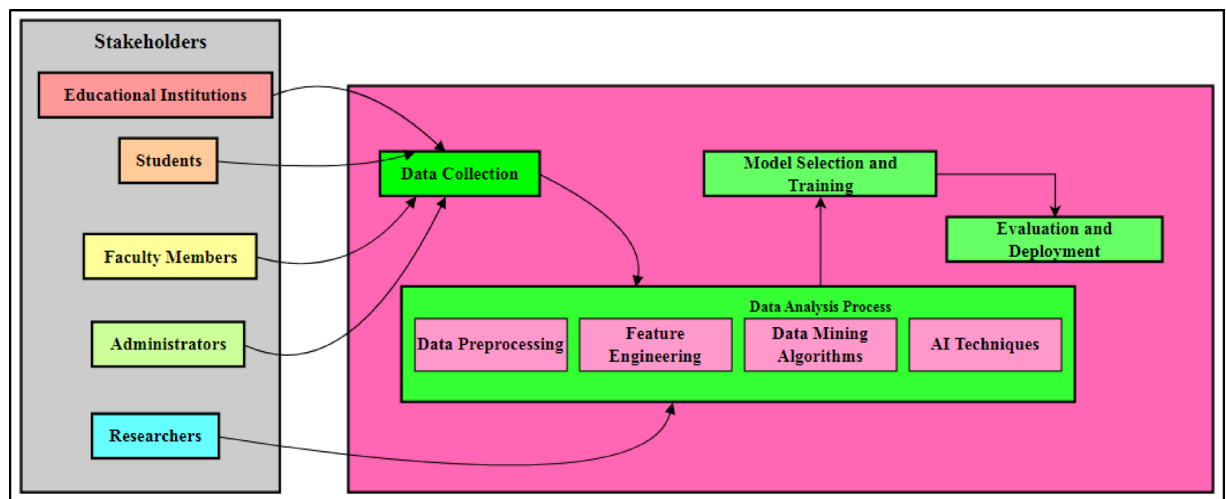 Stakeholders
Educational Institutions
Students
Faculty Members
Administrators
Researchers
Data Collection
Model Selection and
Training
Evaluation and
Deployment
Data Analysis Process
Data Preprocessing
Feature
Engineering
Data Mining
Algorithms
AI Techniques